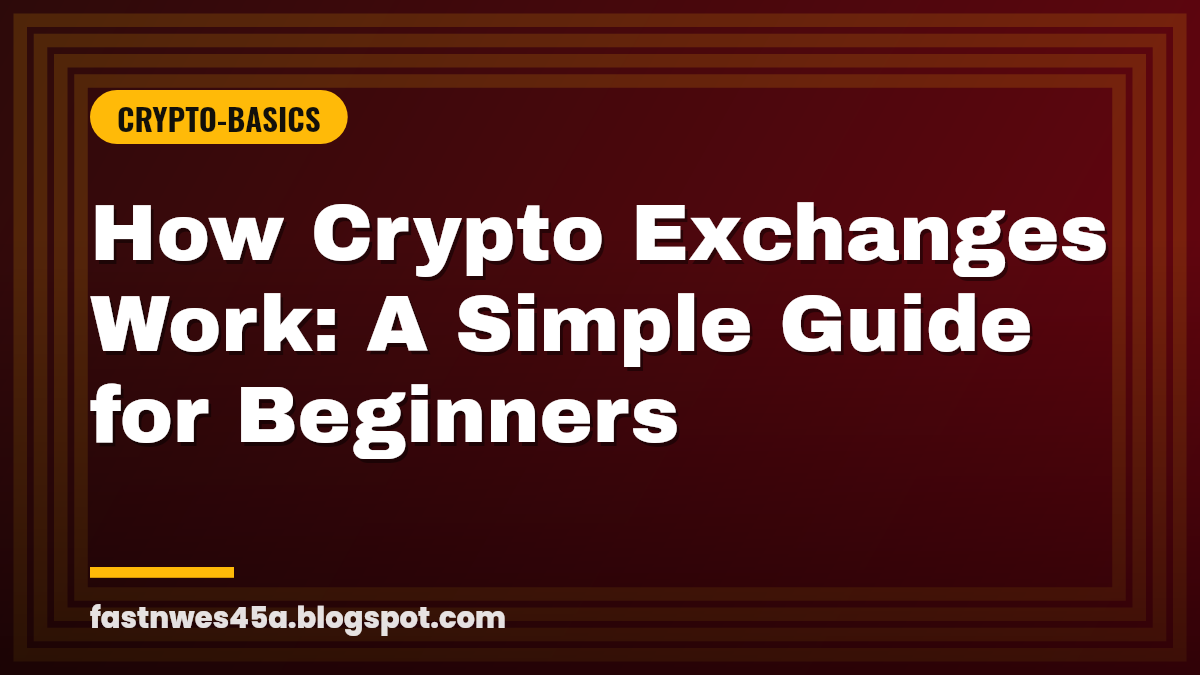 CRYPTO-BASICS
How Crypto Exchanges
Work: A Simple Guide
for Beginners
fastnwes45a.blogspot.com